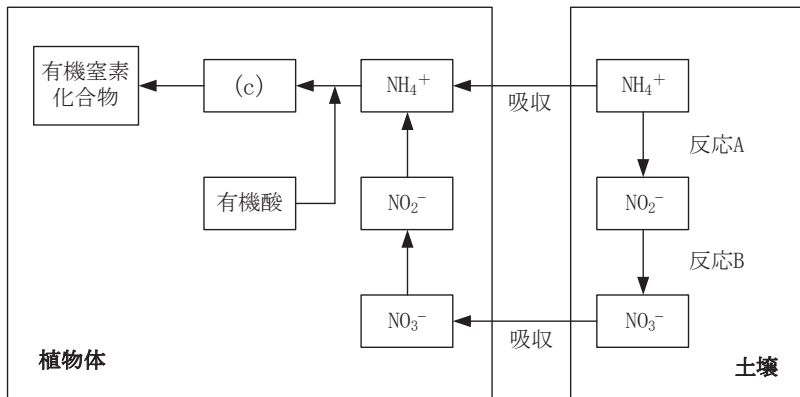 有機窒素
化合物
(c)
NH₄⁺
吸収
NH₄⁺
反応A
有機酸
NO₂⁻
NO₂⁻
反応B
NO₃⁻
吸収
NO₃⁻
植物体
土壌